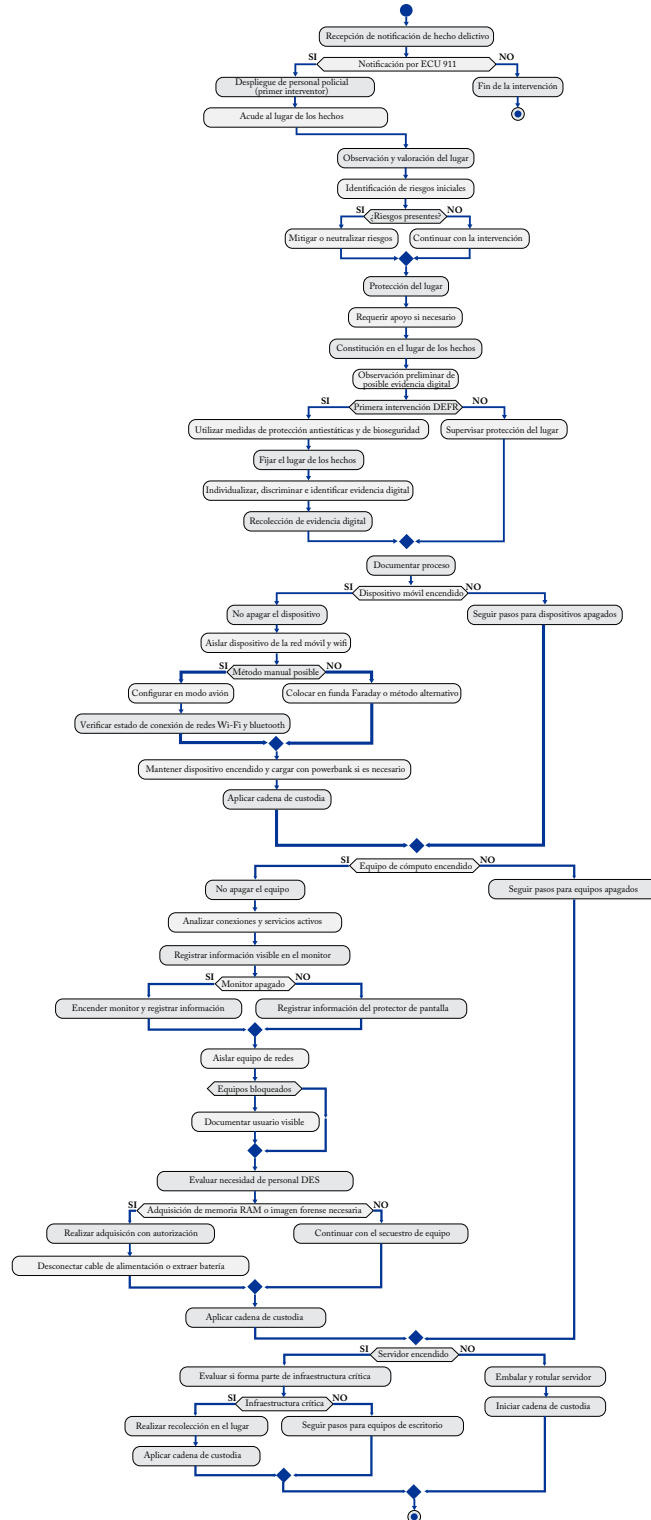 Recepción de notificación de hecho delictivo
SI
NO
Notificación por ECU 911
Despliegue de personal policial
(primer interventor)
Fin de la intervención
Acude al lugar de los hechos
Observación y valoración del lugar
Identificación de riesgos iniciales
SI
NO
¿Riesgos presentes?
Mitigar o neutralizar riesgos
Continuar con la intervención
Protección del lugar
Requerir apoyo si necesario
Constitución en el lugar de los hechos
Observación preliminar de
posible evidencia digital
SI
NO
Primera intervención DEFR
Utilizar medidas de protección antiestáticas y de bioseguridad
Supervisar protección del lugar
Fijar el lugar de los hechos
Individualizar, discriminar e identificar evidencia digital
Recolección de evidencia digital
Documentar proceso
SI
NO
Dispositivo móvil encendido
No apagar el dispositivo
Seguir pasos para dispositivos apagados
Aislar dispositivo de la red móvil y wifi
SI
NO
Método manual posible
Configurar en modo avión
Colocar en funda Faraday o método alternativo
Verificar estado de conexión de redes Wi-Fi y bluetooth
Mantener dispositivo encendido y cargar con powerbank si es necesario
Aplicar cadena de custodia
SI
NO
Equipo de cómputo encendido
No apagar el equipo
Seguir pasos para equipos apagados
Analizar conexiones y servicios activos
Registrar información visible en el monitor
SI
NO
Monitor apagado
Encender monitor y registrar información
Registrar información del protector de pantalla
Aislar equipo de redes
Equipos bloqueados
Documentar usuario visible
Evaluar necesidad de personal DES
SI
NO
Adquisición de memoria RAM o imagen forense necesaria
Realizar adquisicón con autorización
Continuar con el secuestro de equipo
Desconectar cable de alimentación o extraer batería
Aplicar cadena de custodia
SI
NO
Servidor encendido
Evaluar si forma parte de infraestructura crítica
Embalar y rotular servidor
SI
NO
Infraestructura crítica
Iniciar cadena de custodia
Realizar recolección en el lugar
Seguir pasos para equipos de escritorio
Aplicar cadena de custodia